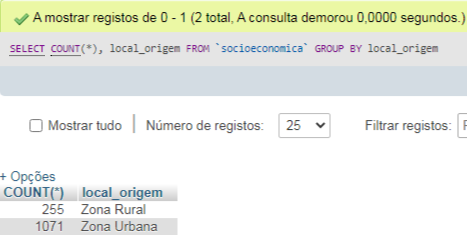 A mostrar registos de 0 - 1 (2 total, A consulta demorou 0,0000 segundos.)
SELECT COUNT(*), local_origem FROM `socioeconomica` GROUP BY local_origem
Mostrar tudo Número de registos: 25 Filtrar registos:
+ Opções
COUNT(*) local_origem
255 Zona Rural
1071 Zona Urbana